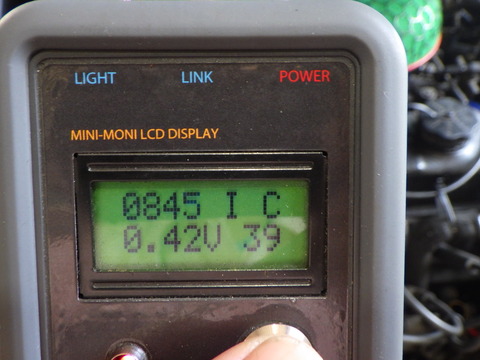 LIGHT LINK POWER
MINI-MONI LCD DISPLAY
0845 I C
0.42V 39